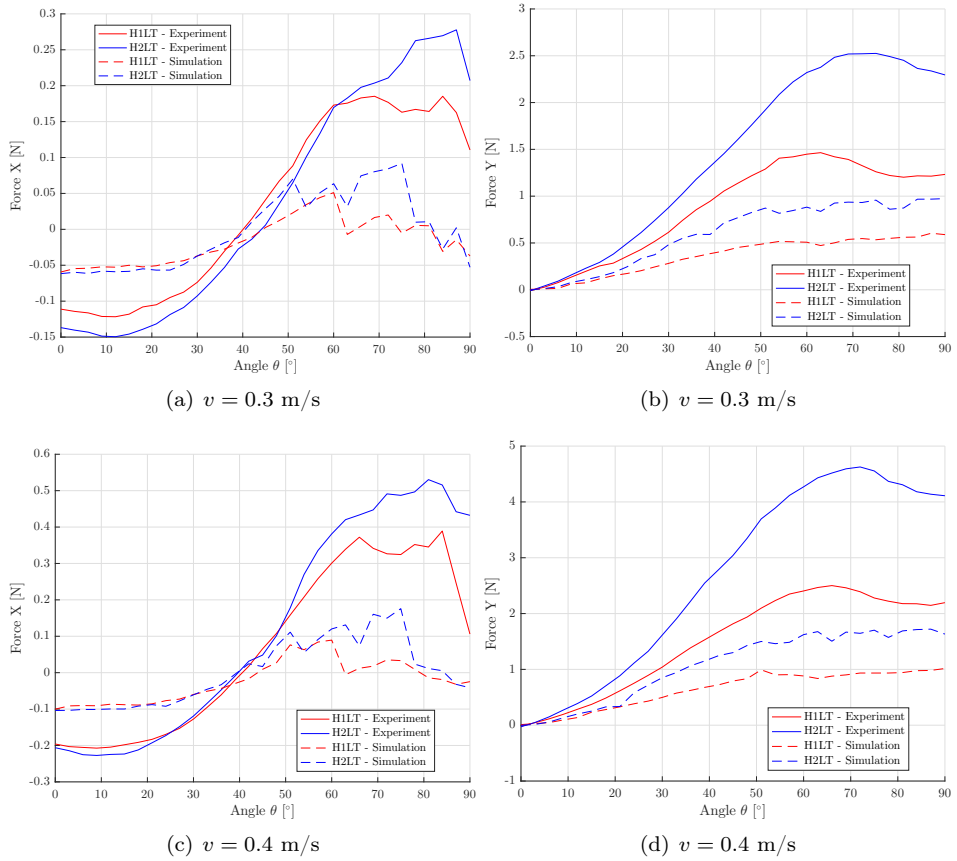 0.3
0.25
0.2
0.15
0.1
0.05
0
-0.05
-0.1
-0.15
Force X [N]
H1LT - Experiment
H2LT - Experiment
H1LT - Simulation
H2LT - Simulation
0 10 20 30 40 50 60 70 80 90
Angle θ [°]
(a) v = 0.3 m/s
3
2.5
2
1.5
1
0.5
0
-0.5
Force Y [N]
H1LT - Experiment
H2LT - Experiment
H1LT - Simulation
H2LT - Simulation
0 10 20 30 40 50 60 70 80 90
Angle θ [°]
(b) v = 0.3 m/s
0.6
0.5
0.4
0.3
0.2
0.1
0
-0.1
-0.2
-0.3
Force X [N]
H1LT - Experiment
H2LT - Experiment
H1LT - Simulation
H2LT - Simulation
0 10 20 30 40 50 60 70 80 90
Angle θ [°]
(c) v = 0.4 m/s
5
4
3
2
1
0
-1
Force Y [N]
H1LT - Experiment
H2LT - Experiment
H1LT - Simulation
H2LT - Simulation
0 10 20 30 40 50 60 70 80 90
Angle θ [°]
(d) v = 0.4 m/s